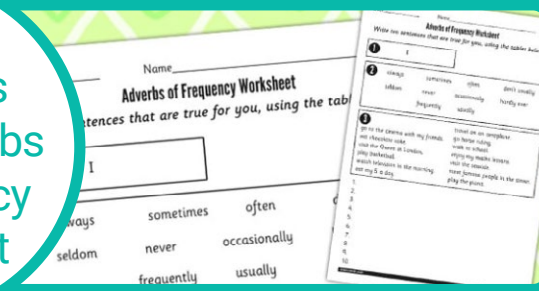 Name
Adverbs of Frequency Worksheet
sentences that are true for you, using the
I
sometimes
often
seldom
never
occasionally
frequently
usually
Name
Adverbs of Frequency Worksheet
Write ten sentences that are true for you, using the tables below
1
I
2
always
sometimes
often
don't usually
seldom
never
occasionally
hardly ever
frequently
usually
3
go to the cinema with my friends
travel on an aeroplane
eat chocolate cake
go horse riding
visit the Queen in London
walk to school
play basketball
enjoy my maths lessons
watch television in the morning
visit the seaside
eat my 5 a day
meet famous people in the street
play the piano
1.
2.
3.
4.
5.
6.
7.
8.
9.
10.